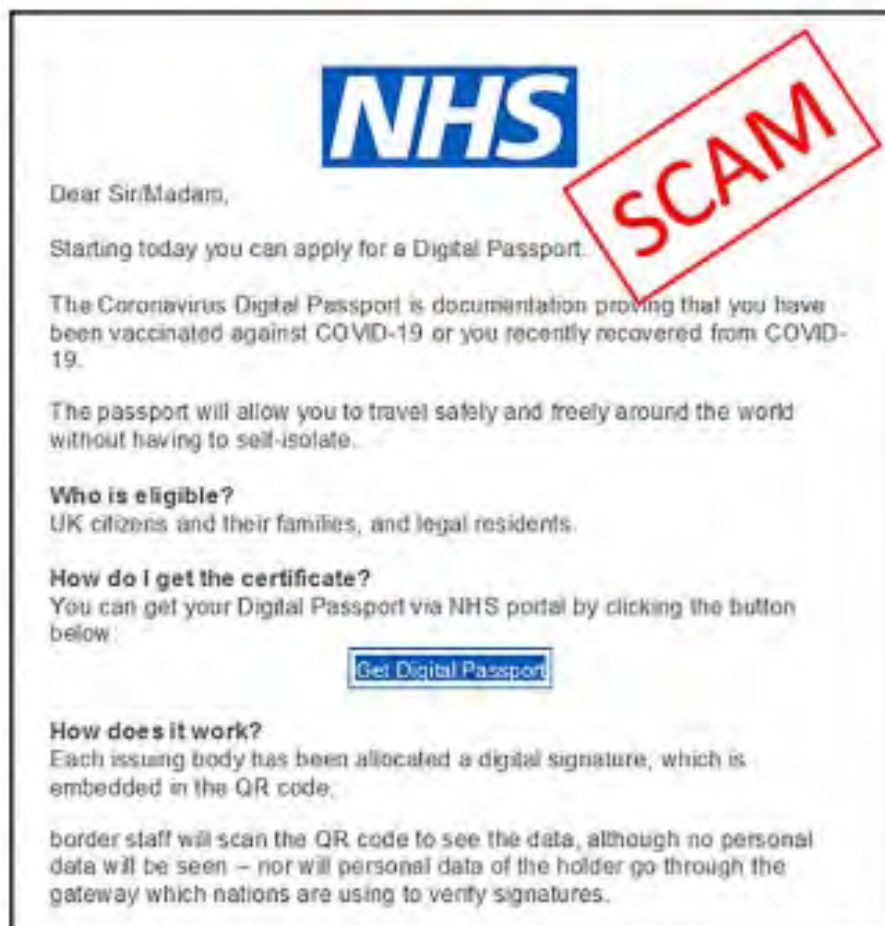 NHS
SCAM
Dear Sir/Madam,
Starting today you can apply for a Digital Passport.
The Coronavirus Digital Passport is documentation proving that you have
been vaccinated against COVID-19 or you recently recovered from COVID-
19.
The passport will allow you to travel safely and freely around the world
without having to self-isolate.
Who is eligible?
UK citizens and their families, and legal residents.
How do I get the certificate?
You can get your Digital Passport via NHS portal by clicking the button
below:
Get Digital Passport
How does it work?
Each issuing body has been allocated a digital signature, which is
embedded in the QR code.
border staff will scan the QR code to see the data, although no personal
data will be seen – nor will personal data of the holder go through the
gateway which nations are using to verify signatures.